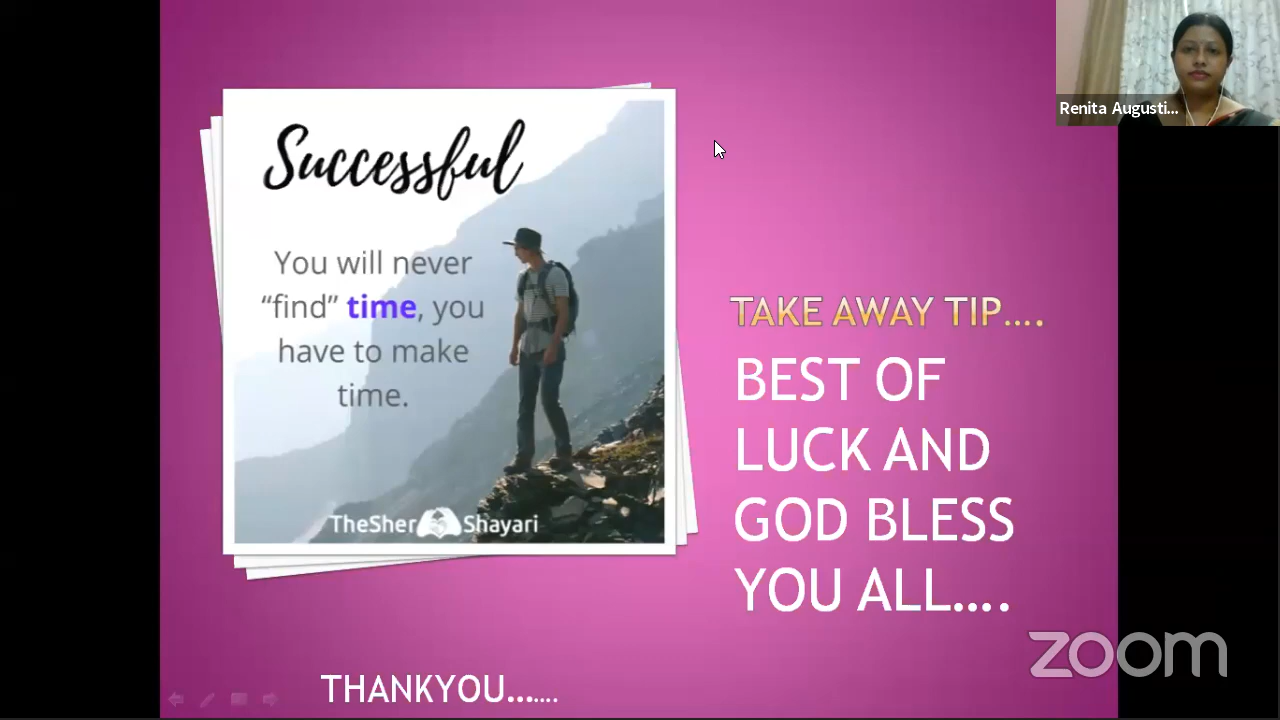 Successful
You will never
“find” time, you
have to make
time.
TheSher Shayari
TAKE AWAY TIP....
BEST OF
LUCK AND
GOD BLESS
YOU ALL....
THANKYOU.......
Renita Augusti...
zoom